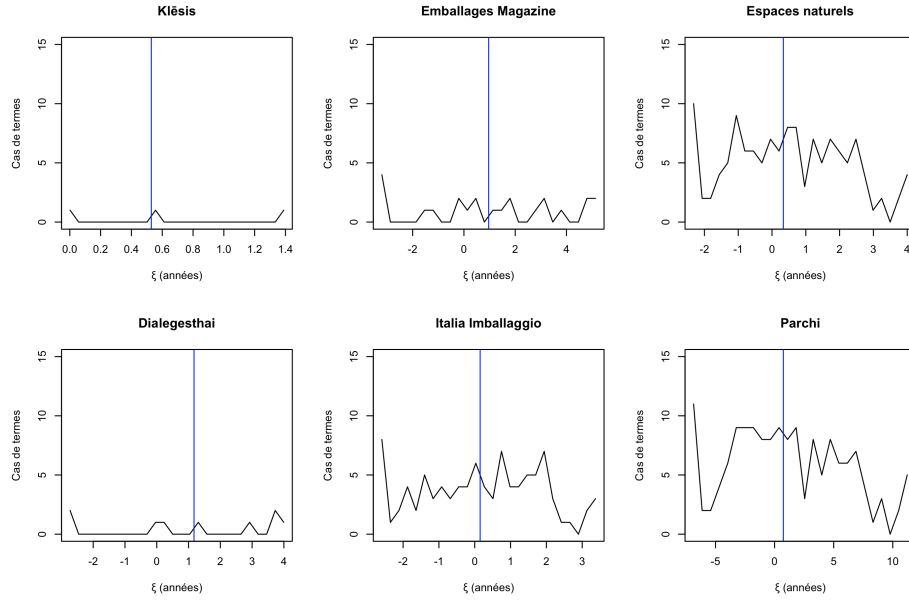 Klēsis
Emballages Magazine
Espaces naturels
Cas de termes
0 5 10 15
0.0 0.2 0.4 0.6 0.8 1.0 1.2 1.4
ξ (années)
Cas de termes
0 5 10 15
-2 0 2 4
ξ (années)
Cas de termes
0 5 10 15
-2 -1 0 1 2 3 4
ξ (années)
Dialegesthai
Italia Imballaggio
Parchi
Cas de termes
0 5 10 15
-2 -1 0 1 2 3 4
ξ (années)
Cas de termes
0 5 10 15
-2 -1 0 1 2 3
ξ (années)
Cas de termes
0 5 10 15
-5 0 5 10
ξ (années)